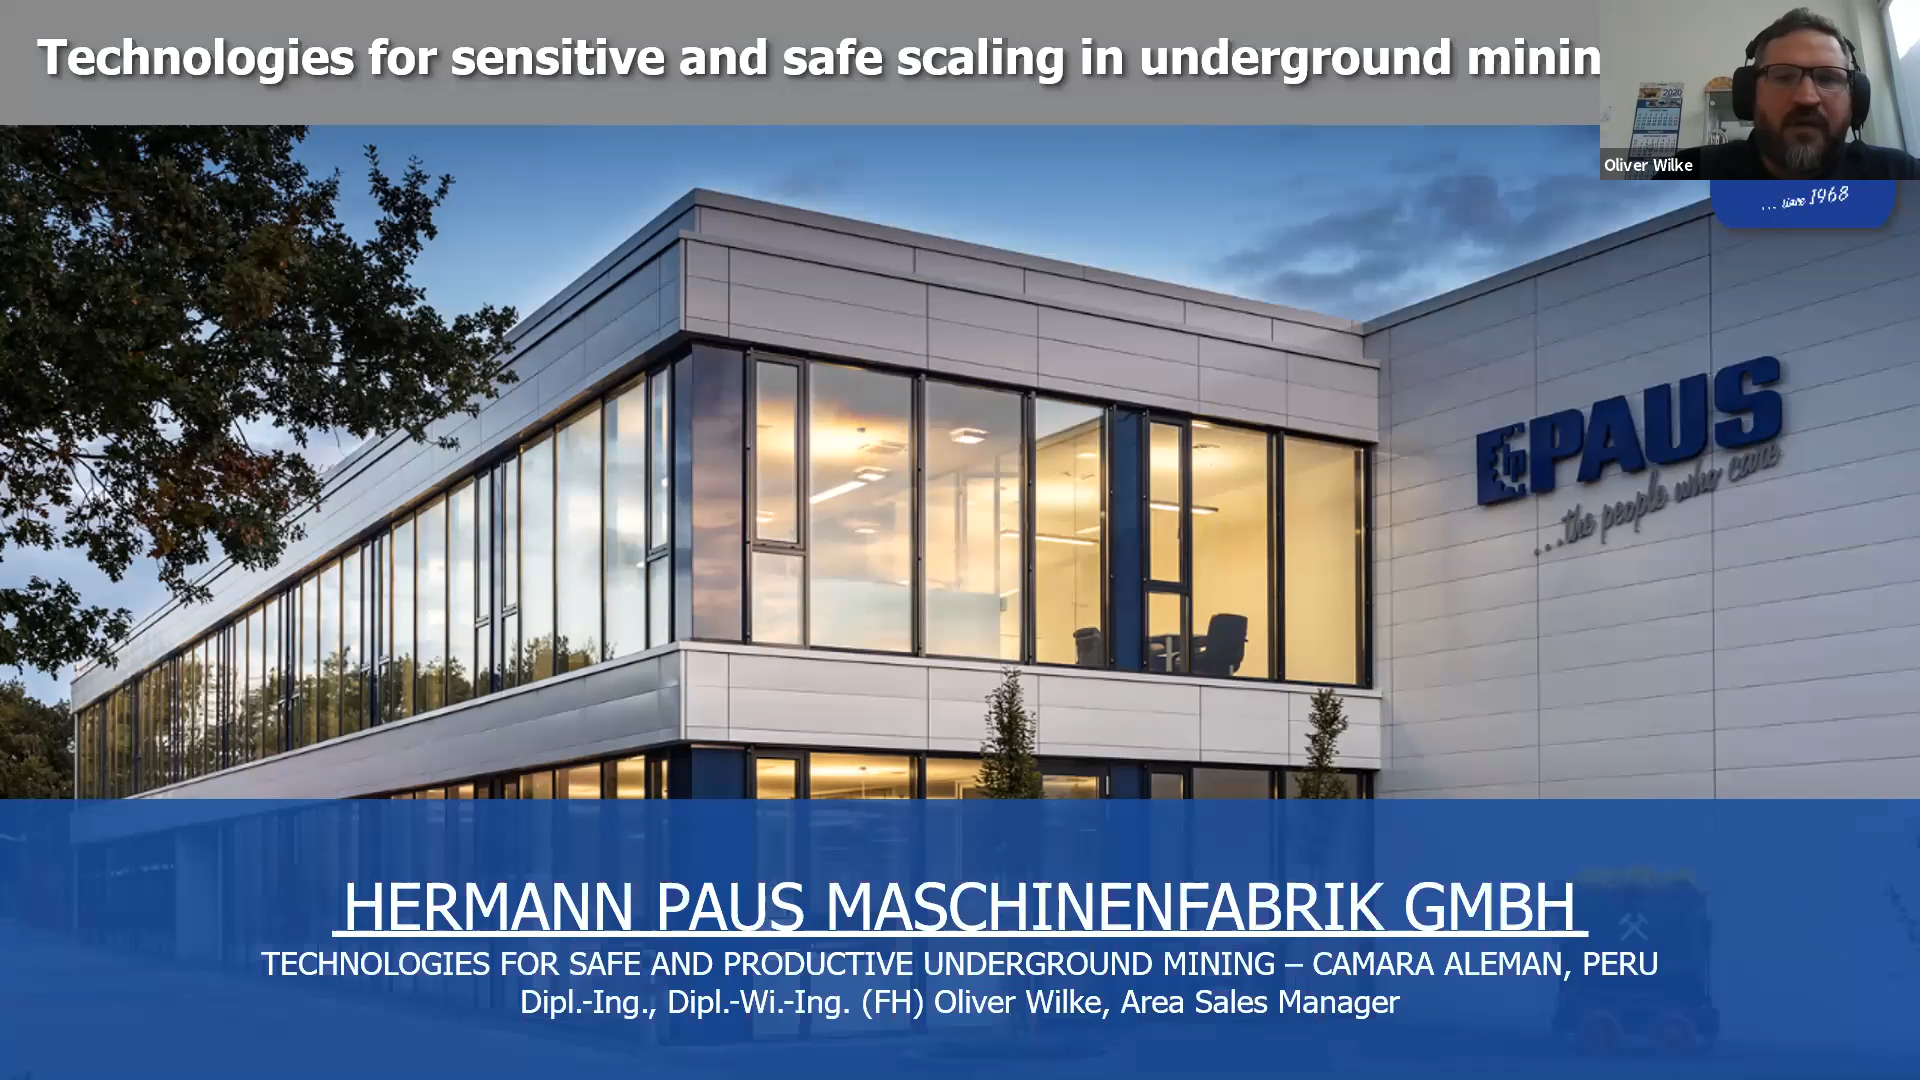 Technologies for sensitive and safe scaling in underground minin
2020
Oliver Wilke
1968
hp PAUS
...the people who care
HERMANN PAUS MASCHINENFABRIK GMBH
TECHNOLOGIES FOR SAFE AND PRODUCTIVE UNDERGROUND MINING – CAMARA ALEMAN, PERU
Dipl.-Ing., Dipl.-Wi.-Ing. (FH) Oliver Wilke, Area Sales Manager